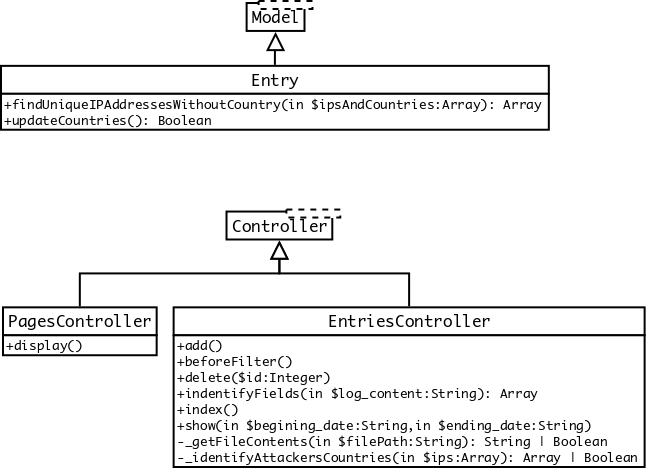 Model
Entry
+findUniqueIPAddressesWithoutCountry(in $ipsAndCountries:Array): Array
+updateCountries(): Boolean
Controller
PagesController
+display()
EntriesController
+add()
+beforeFilter()
+delete($id:Integer)
+indentifyFields(in $log_content:String): Array
+index()
+show(in $begining_date:String,in $ending_date:String)
-_getFileContents(in $filePath:String): String | Boolean
-_identifyAttackersCountries(in $ips:Array): Array | Boolean